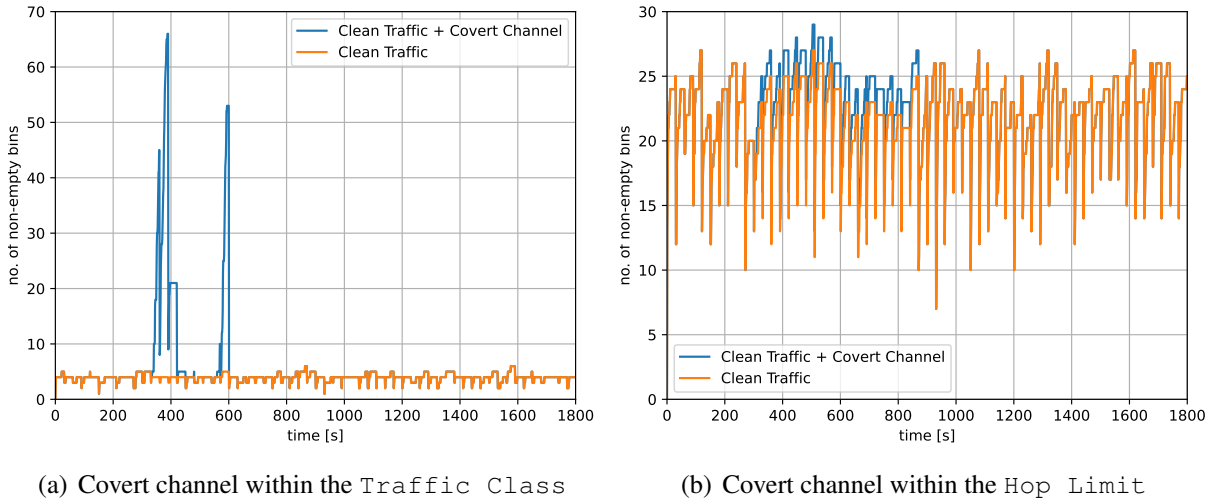 70
60
50
40
30
20
10
0
no. of non-empty bins
Clean Traffic + Covert Channel
Clean Traffic
0 200 400 600 800 1000 1200 1400 1600 1800
time [s]
(a) Covert channel within the Traffic Class
30
25
20
15
10
5
0
no. of non-empty bins
Clean Traffic + Covert Channel
Clean Traffic
0 200 400 600 800 1000 1200 1400 1600 1800
time [s]
(b) Covert channel within the Hop Limit